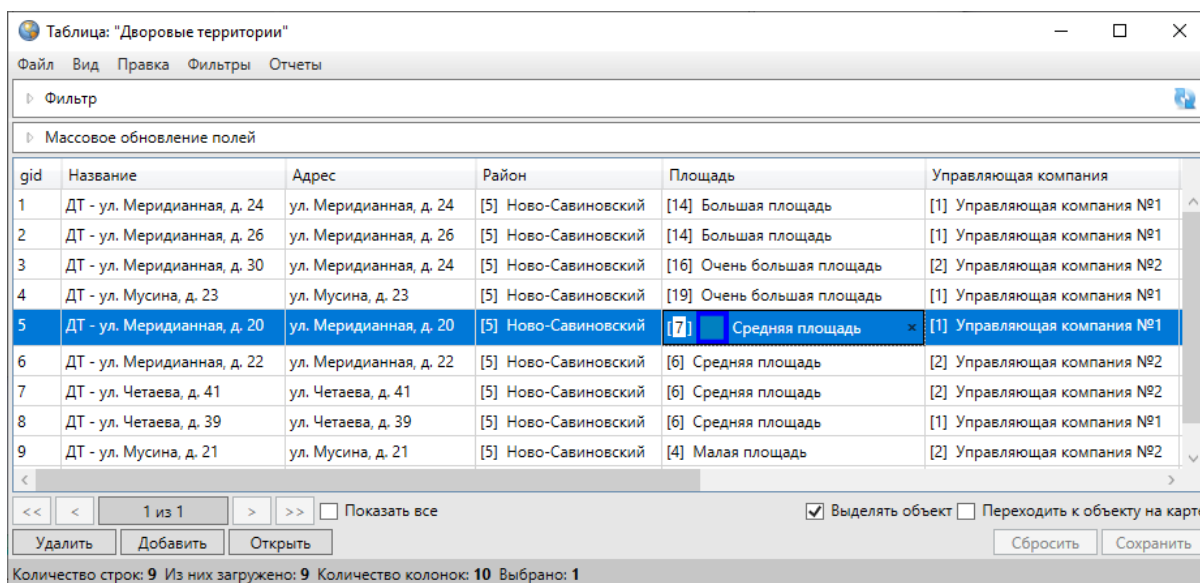 Таблица: "Дворовые территории"
Файл Вид Правка Фильтры Отчеты
Фильтр
Массовое обновление полей
gid Название Адрес Район Площадь Управляющая компания
1 ДТ - ул. Меридианная, д. 24 ул. Меридианная, д. 24 [5] Ново-Савиновский [14] Большая площадь [1] Управляющая компания №1
2 ДТ - ул. Меридианная, д. 26 ул. Меридианная, д. 26 [5] Ново-Савиновский [14] Большая площадь [1] Управляющая компания №1
3 ДТ - ул. Меридианная, д. 30 ул. Меридианная, д. 24 [5] Ново-Савиновский [16] Очень большая площадь [2] Управляющая компания №2
4 ДТ - ул. Мусина, д. 23 ул. Мусина, д. 23 [5] Ново-Савиновский [19] Очень большая площадь [1] Управляющая компания №1
5 ДТ - ул. Меридианная, д. 20 ул. Меридианная, д. 20 [5] Ново-Савиновский [7] Средняя площадь × [1] Управляющая компания №1
6 ДТ - ул. Меридианная, д. 22 ул. Меридианная, д. 22 [5] Ново-Савиновский [6] Средняя площадь [2] Управляющая компания №2
7 ДТ - ул. Четаева, д. 41 ул. Четаева, д. 41 [5] Ново-Савиновский [6] Средняя площадь [2] Управляющая компания №2
8 ДТ - ул. Четаева, д. 39 ул. Четаева, д. 39 [5] Ново-Савиновский [6] Средняя площадь [1] Управляющая компания №1
9 ДТ - ул. Мусина, д. 21 ул. Мусина, д. 21 [5] Ново-Савиновский [4] Малая площадь [2] Управляющая компания №2
<< < 1 из 1 > >> Показать все Выделять объект Переходить к объекту на карте
Удалить Добавить Открыть Сбросить Сохранить
Количество строк: 9 Из них загружено: 9 Количество колонок: 10 Выбрано: 1